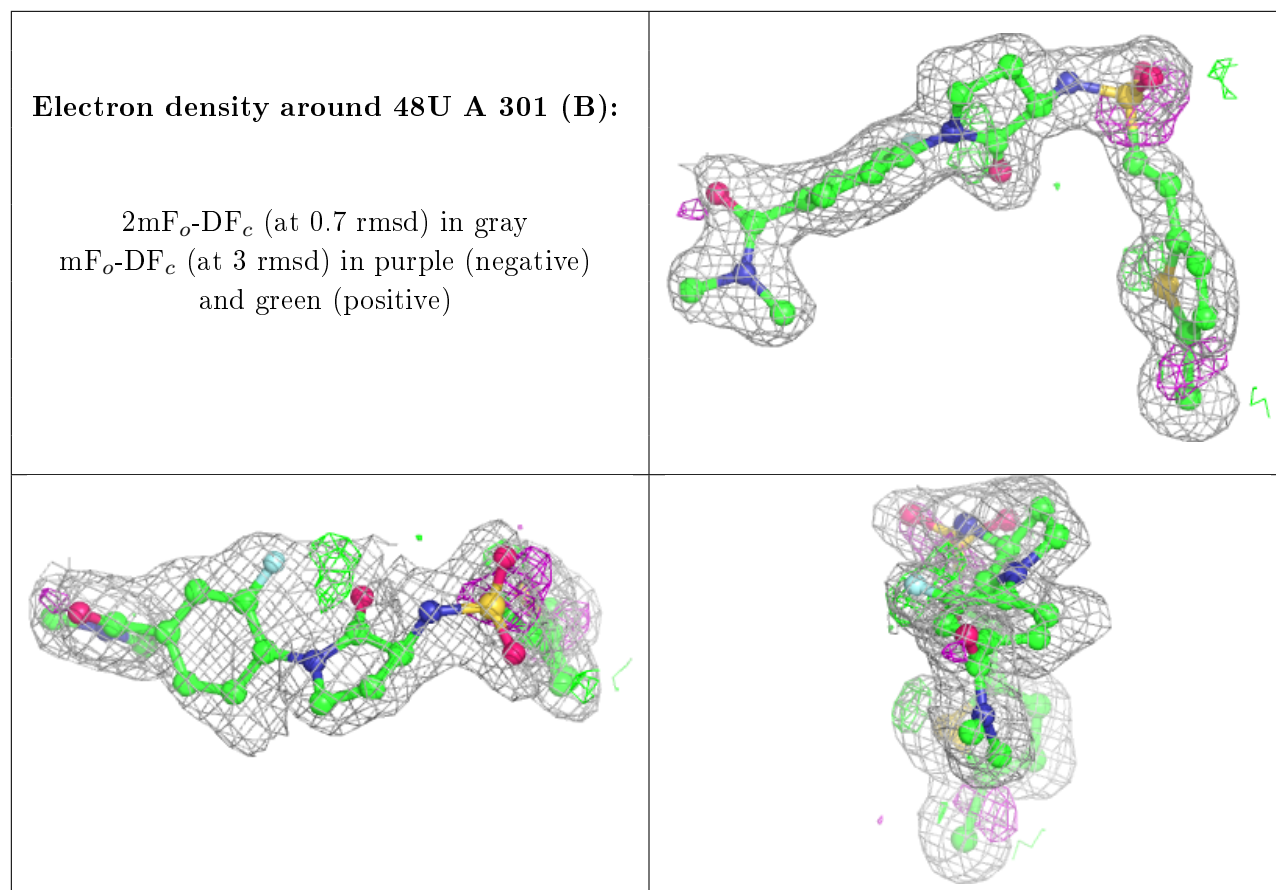 Electron density around 48U A 301 (B):
2mFo-DFc (at 0.7 rmsd) in gray
mFo-DFc (at 3 rmsd) in purple (negative)
and green (positive)